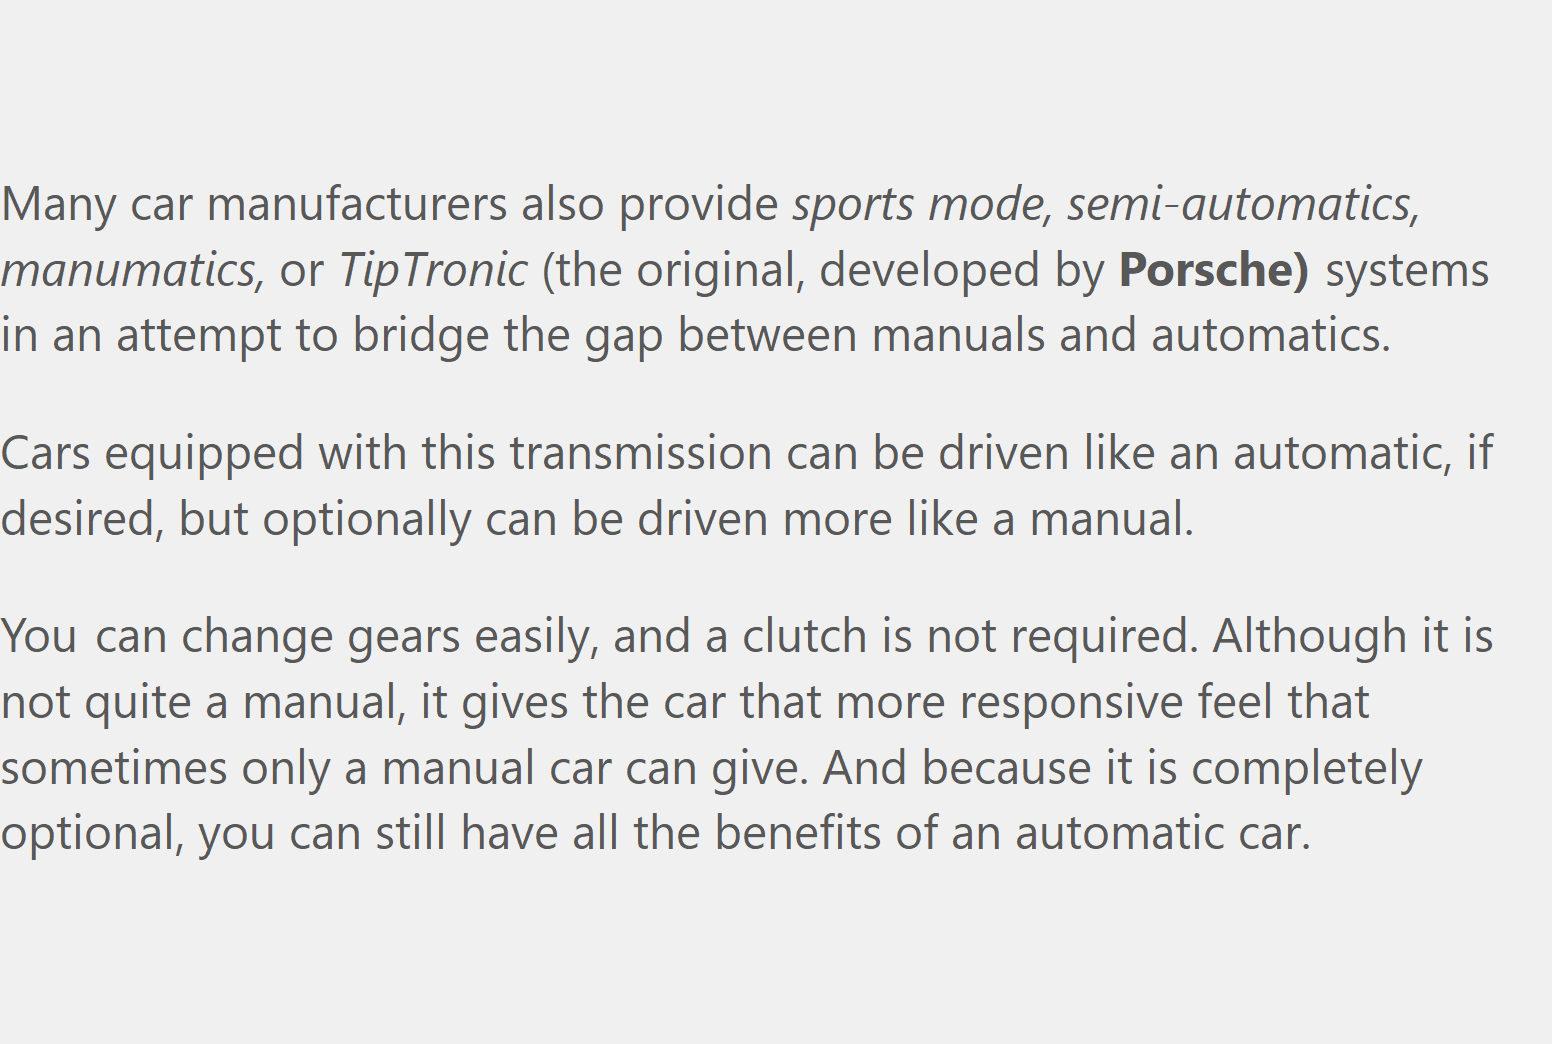 Many car manufacturers also provide sports mode, semi-automatics,
manumatics, or TipTronic (the original, developed by Porsche) systems
in an attempt to bridge the gap between manuals and automatics.
Cars equipped with this transmission can be driven like an automatic, if
desired, but optionally can be driven more like a manual.
You can change gears easily, and a clutch is not required. Although it is
not quite a manual, it gives the car that more responsive feel that
sometimes only a manual car can give. And because it is completely
optional, you can still have all the benefits of an automatic car.